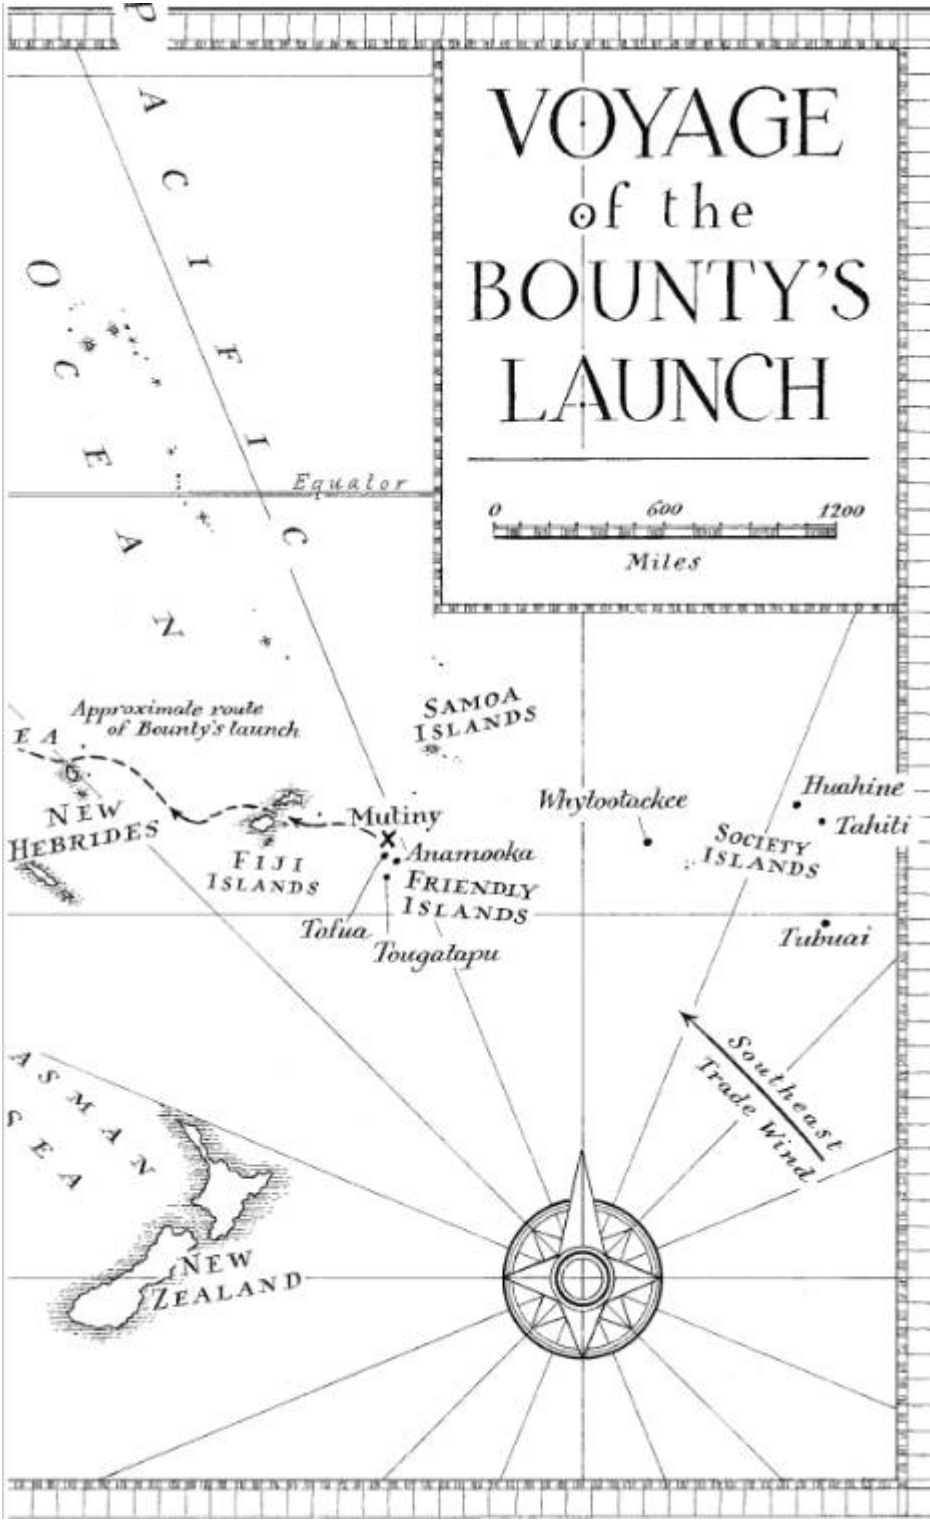 P
A
C
I
F
I
C
O
C
E
A
N
VOYAGE
of the
BOUNTY'S
LAUNCH
0 600 1200
Miles
Equator
SAMOA
ISLANDS
Approximate route
of Bounty's launch
EA
NEW
HEBRIDES
FIJI
ISLANDS
Mutiny
X
Anamooka
FRIENDLY
ISLANDS
Tofua
Tougatapu
Whytootackee
Huahine
Tahiti
SOCIETY
ISLANDS
Tubuai
Southeast
Trade Wind
ASMAN
SEA
NEW
ZEALAND